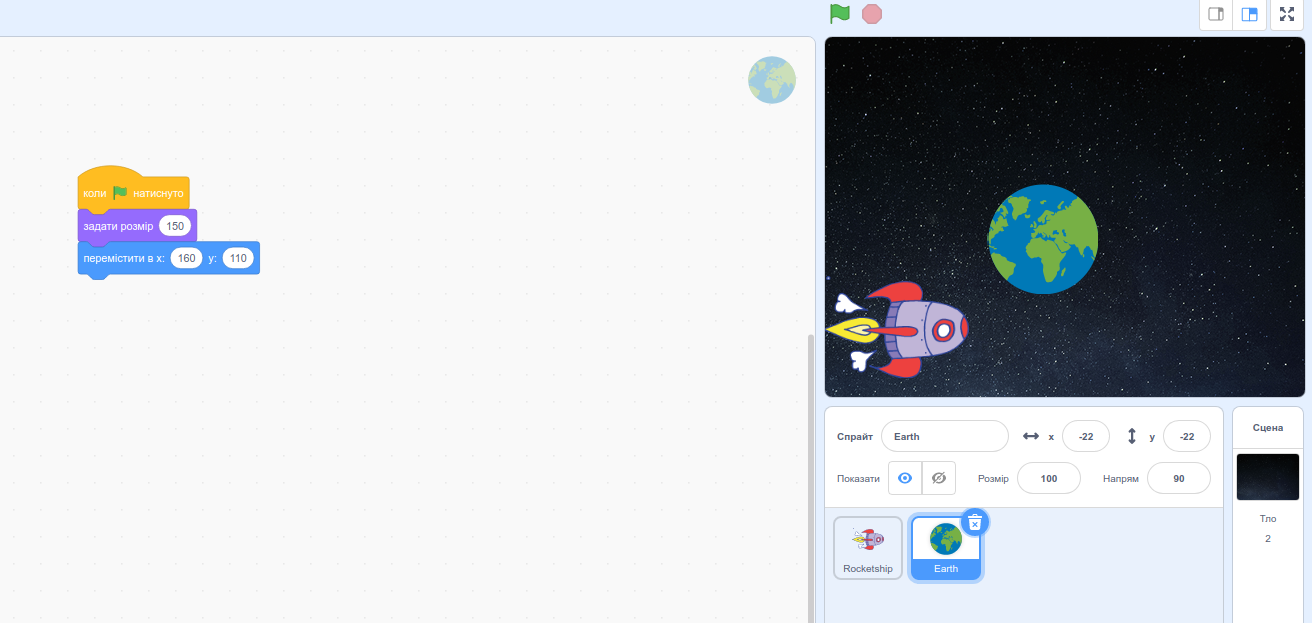 коли натиснуто
задати розмір 150
перемістити в x: 160 y: 110
Спрайт Earth x -22 y -22
Показати Розмір 100 Напрям 90
Rocketship
Earth
Сцена
Тло
2